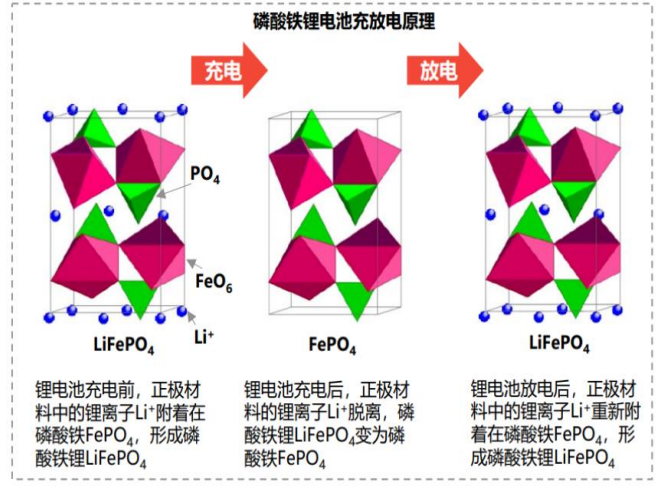 磷酸铁锂电池充放电原理
充电
放电
PO₄
FeO₆
Li⁺
LiFePO₄
FePO₄
LiFePO₄
锂电池充电前，正极材
料中的锂离子Li⁺附着在
磷酸铁FePO₄，形成磷
酸铁锂LiFePO₄
锂电池充电后，正极材
料的锂离子Li⁺脱离，磷
酸铁锂LiFePO₄变为磷
酸铁FePO₄
锂电池放电后，正极材
料中的锂离子Li⁺重新附
着在磷酸铁FePO₄，形
成磷酸铁锂LiFePO₄